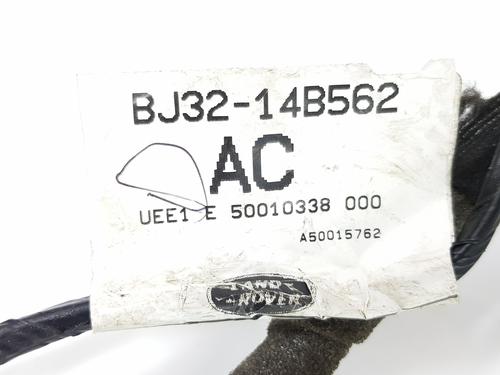 BJ32-14B562
AC
UEE1 E 50010338 000
A50015762
LAND
ROVER